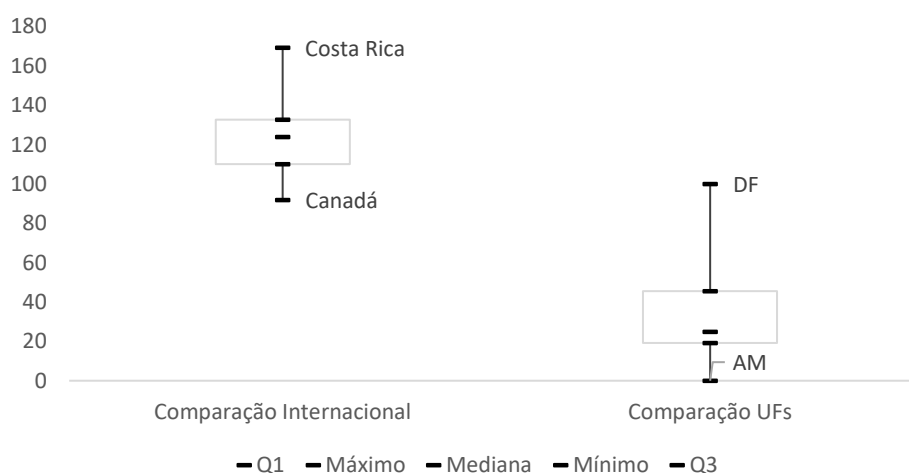 180
160
140
120
100
80
60
40
20
0
Costa Rica
Canadá
DF
AM
Comparação Internacional
Comparação UFs
Q1 Máximo Mediana Mínimo Q3